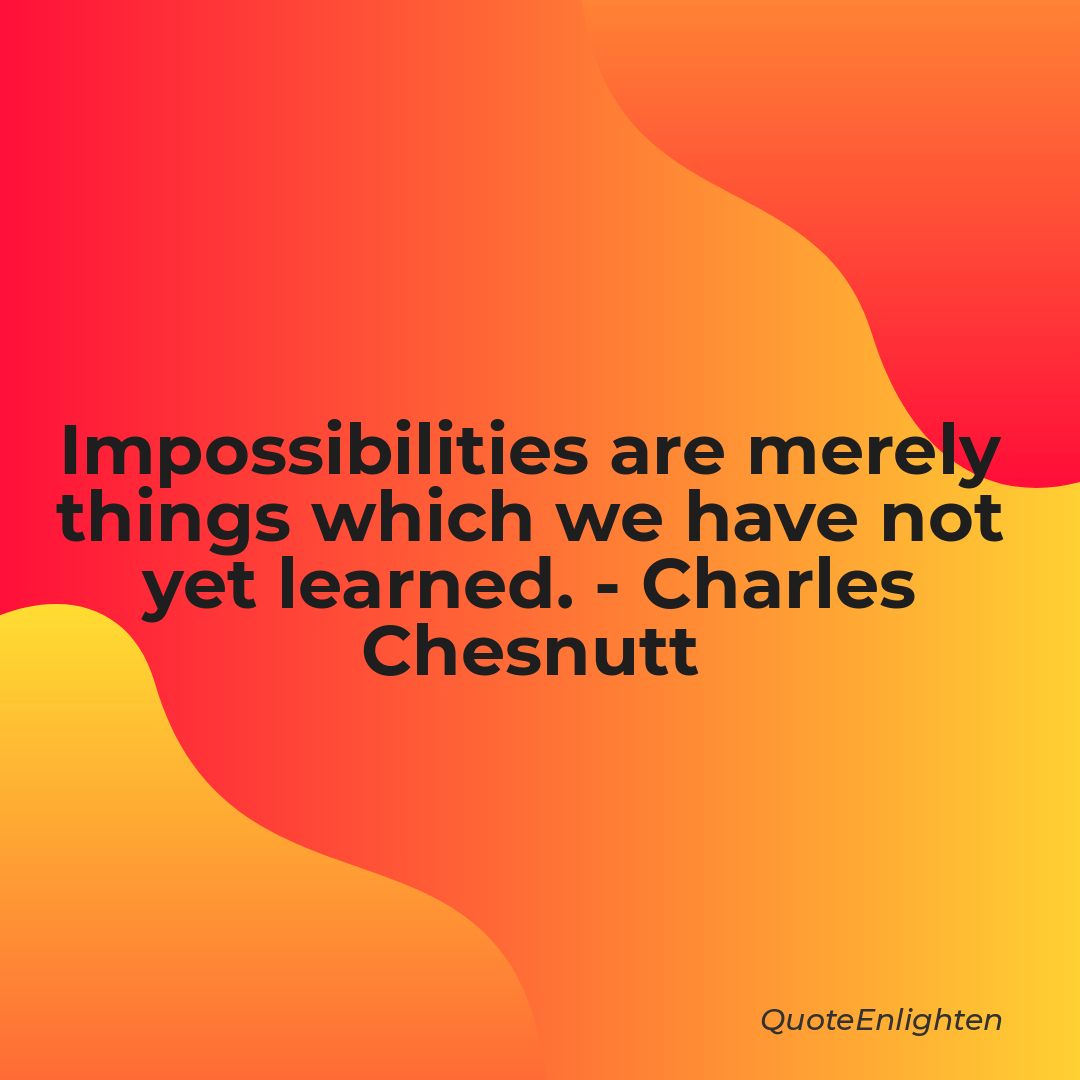 Impossibilities are merely
things which we have not
yet learned. - Charles
Chesnutt
QuoteEnlighten